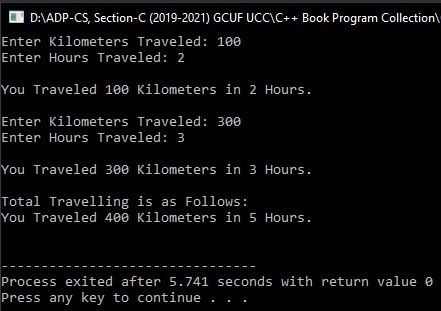 D:\ADP-CS, Section-C (2019-2021) GCUF UCC\C++ Book Program Collection\
Enter Kilometers Traveled: 100
Enter Hours Traveled: 2
You Traveled 100 Kilometers in 2 Hours.
Enter Kilometers Traveled: 300
Enter Hours Traveled: 3
You Traveled 300 Kilometers in 3 Hours.
Total Travelling is as Follows:
You Traveled 400 Kilometers in 5 Hours.
--------------------------------
Process exited after 5.741 seconds with return value 0
Press any key to continue . . .